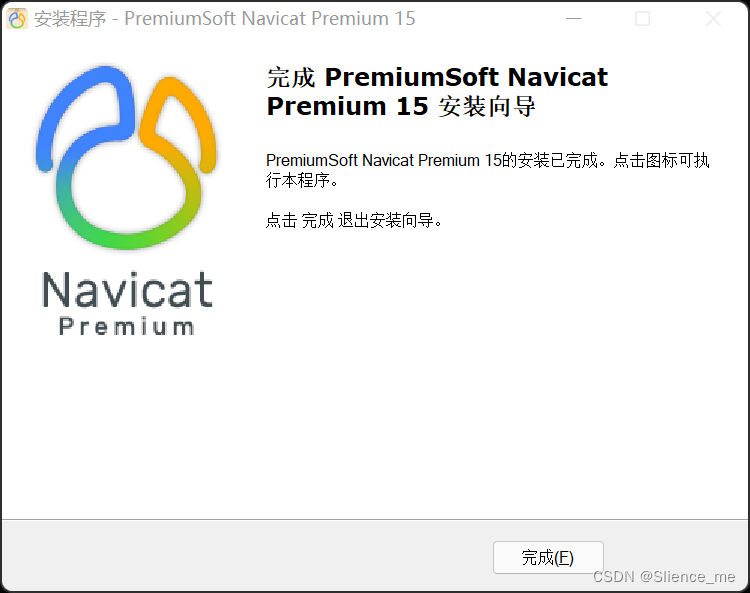 安装程序 - PremiumSoft Navicat Premium 15
完成 PremiumSoft Navicat
Premium 15 安装向导
PremiumSoft Navicat Premium 15的安装已完成。点击图标可执
行本程序。
点击 完成 退出安装向导。
Navicat
Premium
完成(F)
CSDN @Slience_me